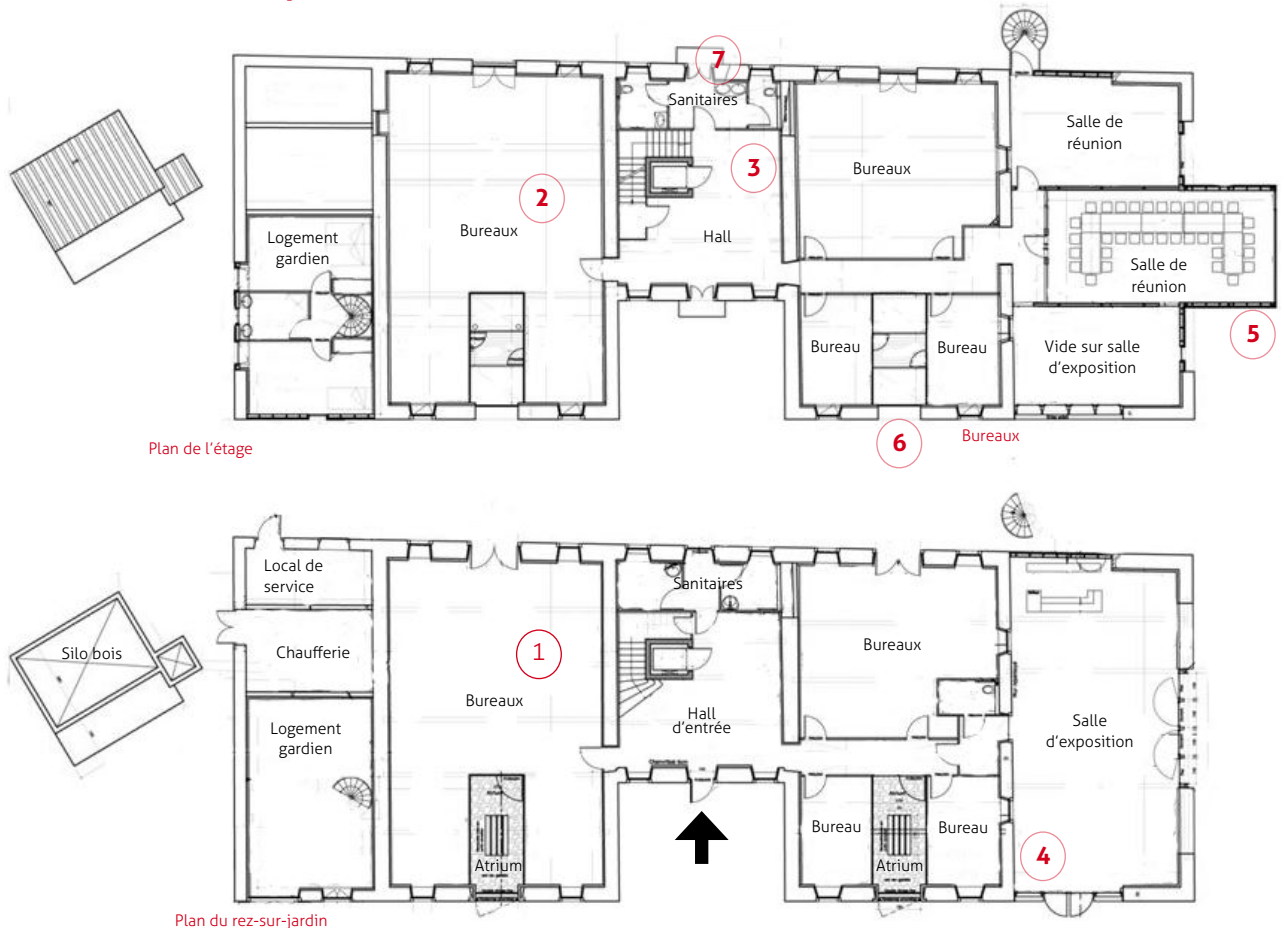 7
Sanitaires
Salle de
réunion
3
Bureaux
2
Bureaux
Logement
gardien
Hall
Salle de
réunion
5
Bureau
Bureau
Vide sur salle
d'exposition
6
Bureaux
Plan de l'étage
Local de
service
Sanitaires
Silo bois
Chaufferie
1
Bureaux
Bureaux
Logement
gardien
Hall
d'entrée
Salle
d'exposition
Bureau
Bureau
4
Atrium
Atrium
Plan du rez-sur-jardin